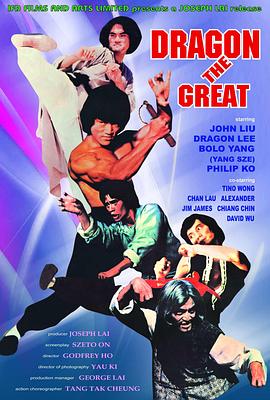 IFD FILMS AND ARTS LIMITED presents a JOSEPH LAI release
DRAGON
THE
GREAT
starring
JOHN LIU
DRAGON LEE
BOLO YANG
(YANG SZE)
PHILIP KO
co-starring
TINO WONG
CHAN LAU ALEXANDER
JIM JAMES CHIANG CHIN
DAVID WU
producer JOSEPH LAI
screenplay SZETO ON
director GODFREY HO
director of photography YAU KI
production manager GEORGE LAI
action choreographer TANG TAK CHEUNG